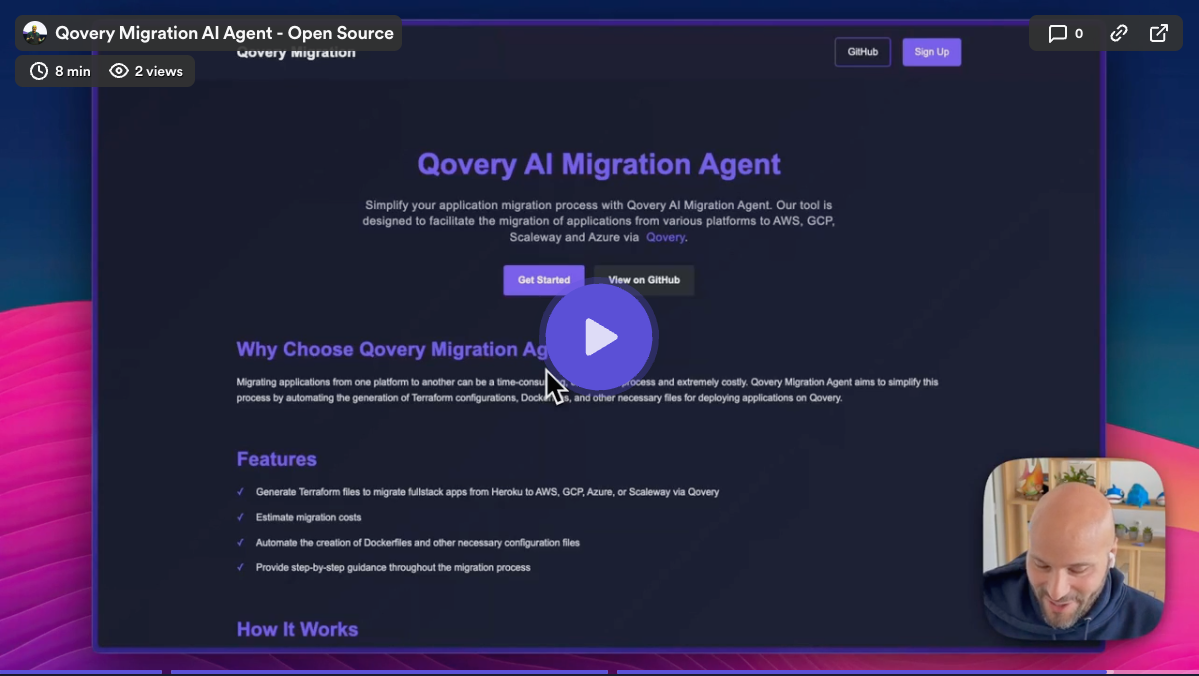 Qovery Migration AI Agent - Open Source
0
8 min
2 views
Qovery Migration
GitHub
Sign Up
Qovery AI Migration Agent
Simplify your application migration process with Qovery AI Migration Agent. Our tool is
designed to facilitate the migration of applications from various platforms to AWS, GCP,
Scaleway and Azure via Qovery.
Get Started
View on GitHub
Why Choose Qovery Migration Ag
Migrating applications from one platform to another can be a time-consuming, process and extremely costly. Qovery Migration Agent aims to simplify this
process by automating the generation of Terraform configurations, Dockerfiles, and other necessary files for deploying applications on Qovery.
Features
✓ Generate Terraform files to migrate fullstack apps from Heroku to AWS, GCP, Azure, or Scaleway via Qovery
✓ Estimate migration costs
✓ Automate the creation of Dockerfiles and other necessary configuration files
✓ Provide step-by-step guidance throughout the migration process
How It Works